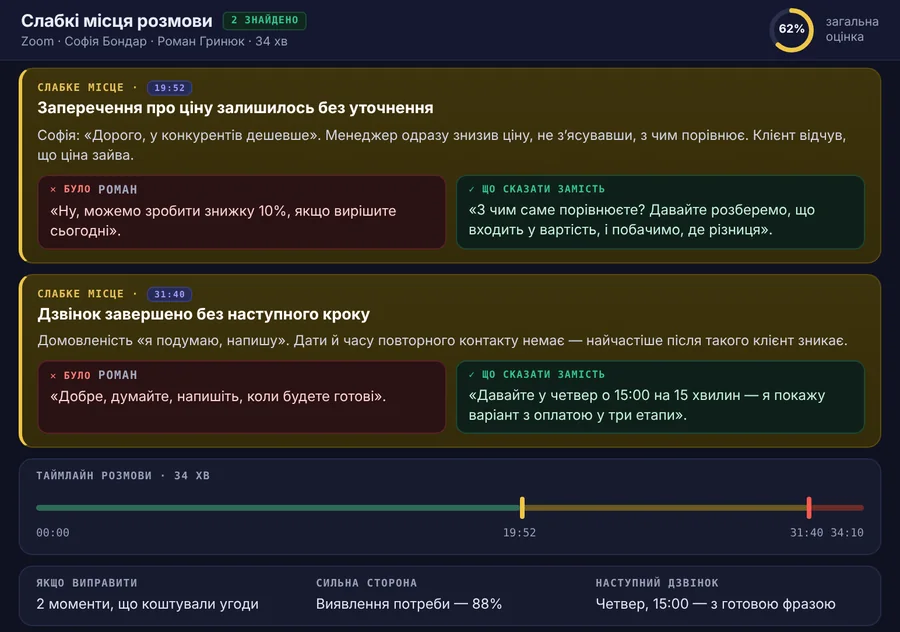 Слабкі місця розмови
2 ЗНАЙДЕНО
Zoom · Софія Бондар · Роман Гринюк · 34 хв
62%
загальна
оцінка
СЛАБКЕ МІСЦЕ · 19:52
Заперечення про ціну залишилось без уточнення
Софія: «Дорого, у конкурентів дешевше». Менеджер одразу знизив ціну, не з’ясувавши, з чим порівнює. Клієнт відчув,
що ціна зайва.
× БУЛО РОМАН
«Ну, можемо зробити знижку 10%, якщо вирішите
сьогодні».
✓ ЩО СКАЗАТИ ЗАМІСТЬ
«З чим саме порівнюєте? Давайте розберемо, що
входить у вартість, і побачимо, де різниця».
СЛАБКЕ МІСЦЕ · 31:40
Дзвінок завершено без наступного кроку
Домовленість «я подумаю, напишу». Дати й часу повторного контакту немає — найчастіше після такого клієнт зникає.
× БУЛО РОМАН
«Добре, думайте, напишіть, коли будете готові».
✓ ЩО СКАЗАТИ ЗАМІСТЬ
«Давайте у четвер о 15:00 на 15 хвилин — я покажу
варіант з оплатою у три етапи».
ТАЙМЛАЙН РОЗМОВИ · 34 ХВ
00:00
19:52
31:40
34:10
ЯКЩО ВИПРАВИТИ
2 моменти, що коштували угоди
СИЛЬНА СТОРОНА
Виявлення потреби — 88%
НАСТУПНИЙ ДЗВІНОК
Четвер, 15:00 — з готовою фразою